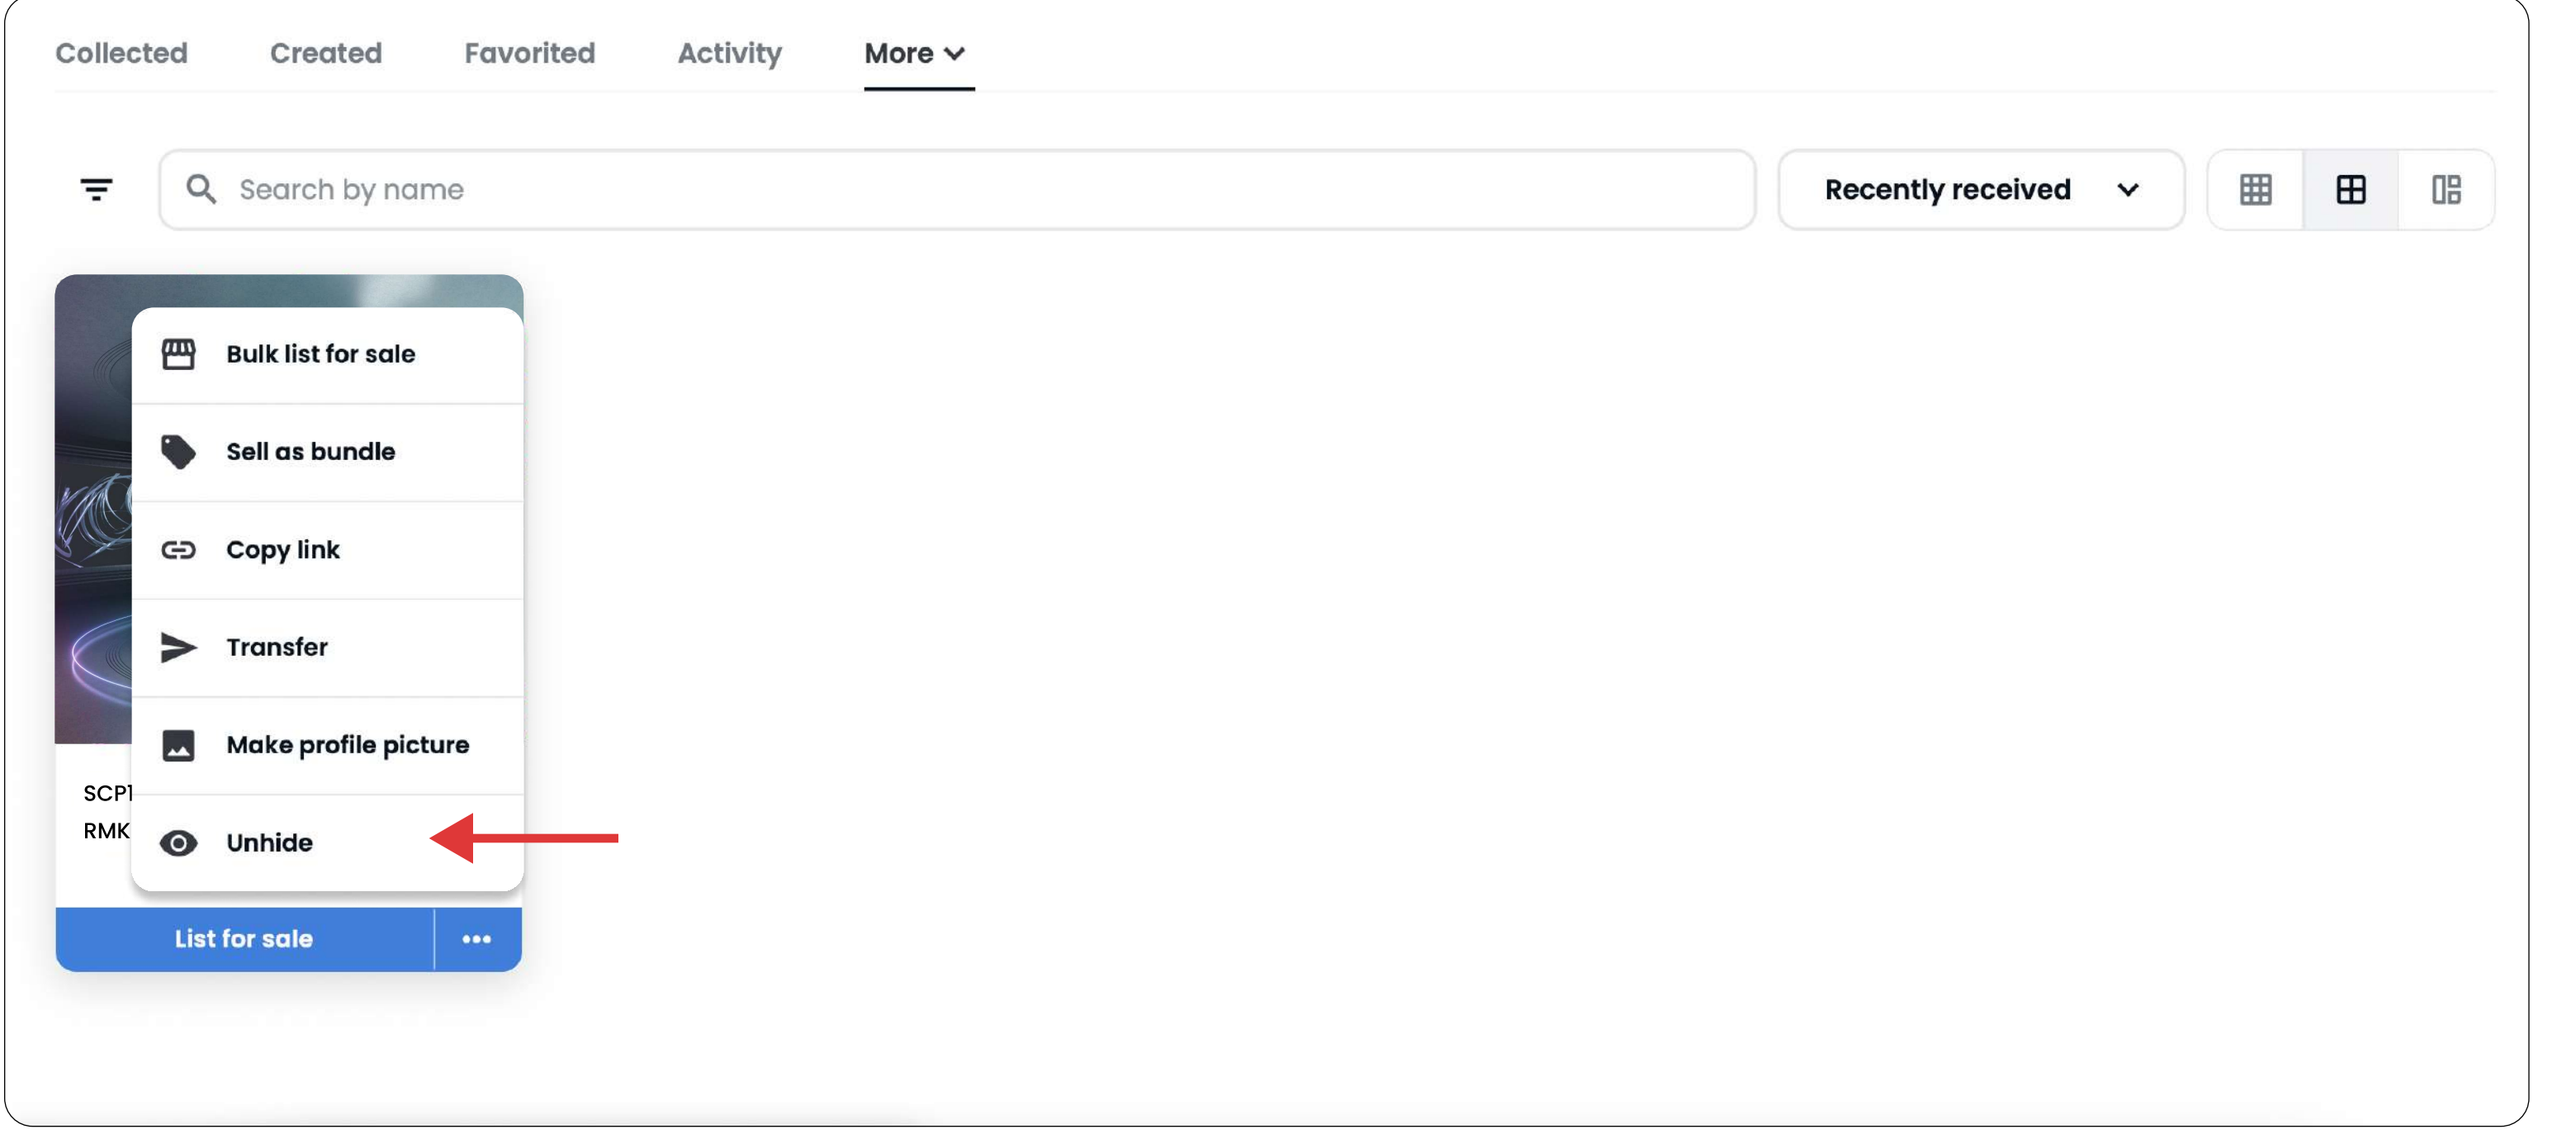 Collected Created Favorited Activity More
Search by name Recently received
Bulk list for sale
Sell as bundle
Copy link
Transfer
Make profile picture
SCP1
RMK
Unhide
List for sale